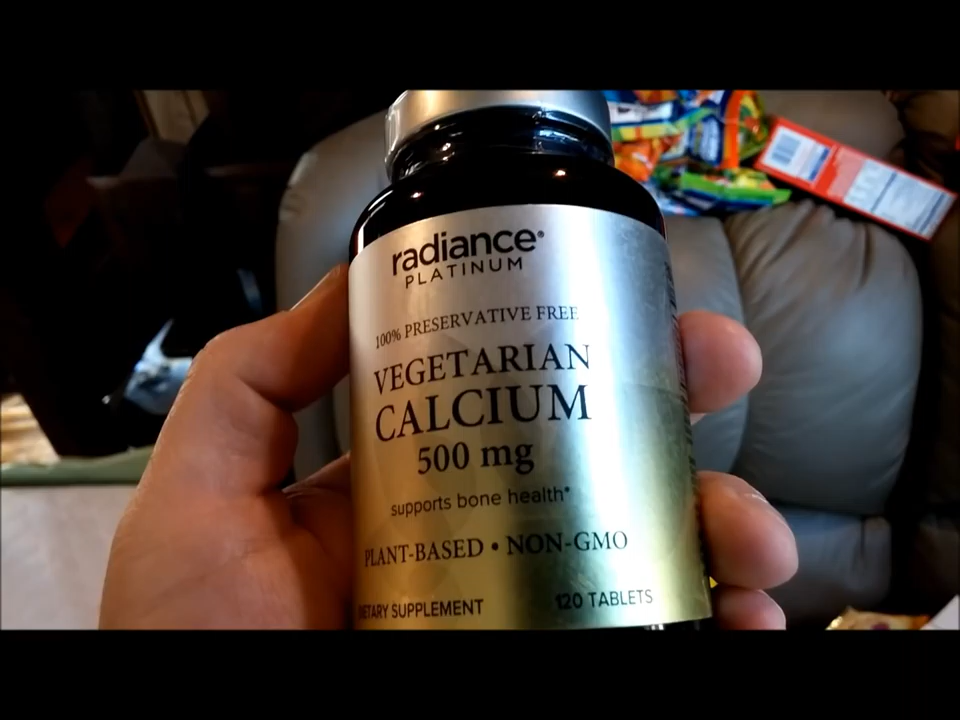 radiance®
PLATINUM
100% PRESERVATIVE FREE
VEGETARIAN
CALCIUM
500 mg
supports bone health*
PLANT-BASED • NON-GMO
ETARY SUPPLEMENT 120 TABLETS